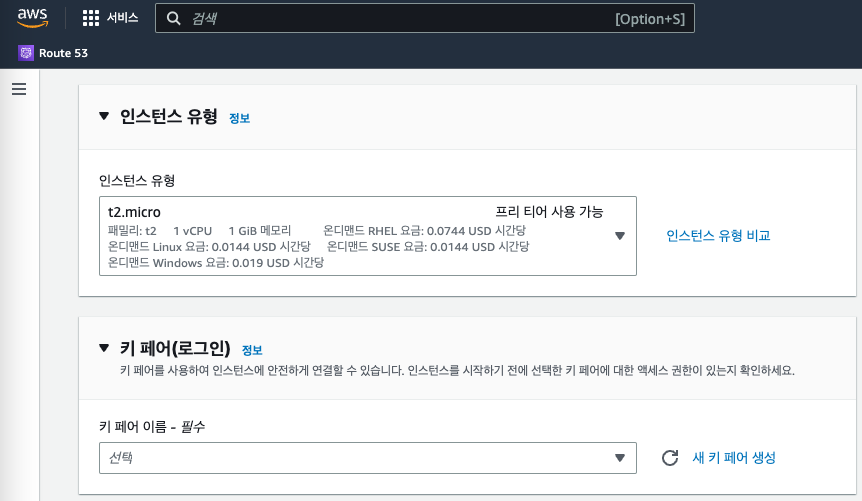 aws
서비스
검색
[Option+S]
Route 53
인스턴스 유형 정보
인스턴스 유형
t2.micro 프리 티어 사용 가능
패밀리: t2 1 vCPU 1 GiB 메모리 온디맨드 RHEL 요금: 0.0744 USD 시간당
온디맨드 Linux 요금: 0.0144 USD 시간당 온디맨드 SUSE 요금: 0.0144 USD 시간당
온디맨드 Windows 요금: 0.019 USD 시간당
인스턴스 유형 비교
키 페어(로그인) 정보
키 페어를 사용하여 인스턴스에 안전하게 연결할 수 있습니다. 인스턴스를 시작하기 전에 선택한 키 페어에 대한 액세스 권한이 있는지 확인하세요.
키 페어 이름 - 필수
선택
새 키 페어 생성